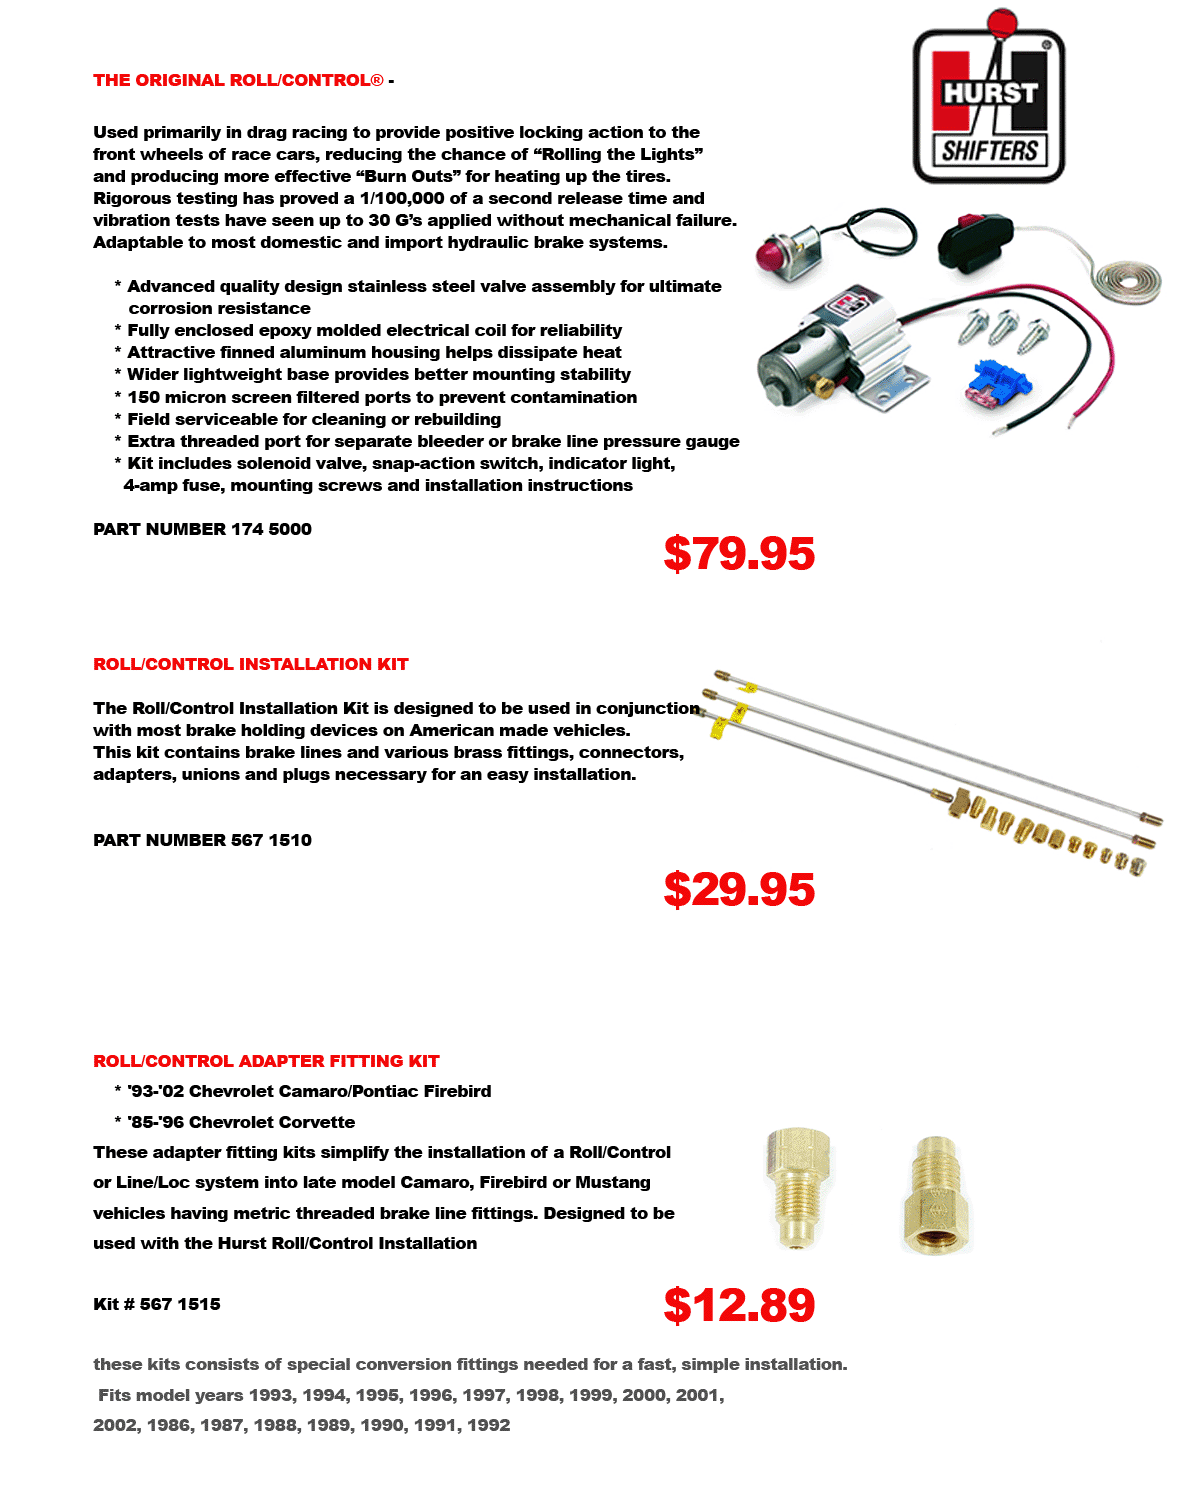 HURST
®
SHIFTERS
THE ORIGINAL ROLL/CONTROL® -
Used primarily in drag racing to provide positive locking action to the
front wheels of race cars, reducing the chance of “Rolling the Lights”
and producing more effective “Burn Outs” for heating up the tires.
Rigorous testing has proved a 1/100,000 of a second release time and
vibration tests have seen up to 30 G’s applied without mechanical failure.
Adaptable to most domestic and import hydraulic brake systems.
* Advanced quality design stainless steel valve assembly for ultimate
corrosion resistance
* Fully enclosed epoxy molded electrical coil for reliability
* Attractive finned aluminum housing helps dissipate heat
* Wider lightweight base provides better mounting stability
* 150 micron screen filtered ports to prevent contamination
* Field serviceable for cleaning or rebuilding
* Extra threaded port for separate bleeder or brake line pressure gauge
* Kit includes solenoid valve, snap-action switch, indicator light,
4-amp fuse, mounting screws and installation instructions
PART NUMBER 174 5000
$79.95
ROLL/CONTROL INSTALLATION KIT
The Roll/Control Installation Kit is designed to be used in conjunction
with most brake holding devices on American made vehicles.
This kit contains brake lines and various brass fittings, connectors,
adapters, unions and plugs necessary for an easy installation.
PART NUMBER 567 1510
$29.95
ROLL/CONTROL ADAPTER FITTING KIT
* '93-'02 Chevrolet Camaro/Pontiac Firebird
* '85-'96 Chevrolet Corvette
These adapter fitting kits simplify the installation of a Roll/Control
or Line/Loc system into late model Camaro, Firebird or Mustang
vehicles having metric threaded brake line fittings. Designed to be
used with the Hurst Roll/Control Installation
Kit # 567 1515
$12.89
these kits consists of special conversion fittings needed for a fast, simple installation.
Fits model years 1993, 1994, 1995, 1996, 1997, 1998, 1999, 2000, 2001,
2002, 1986, 1987, 1988, 1989, 1990, 1991, 1992